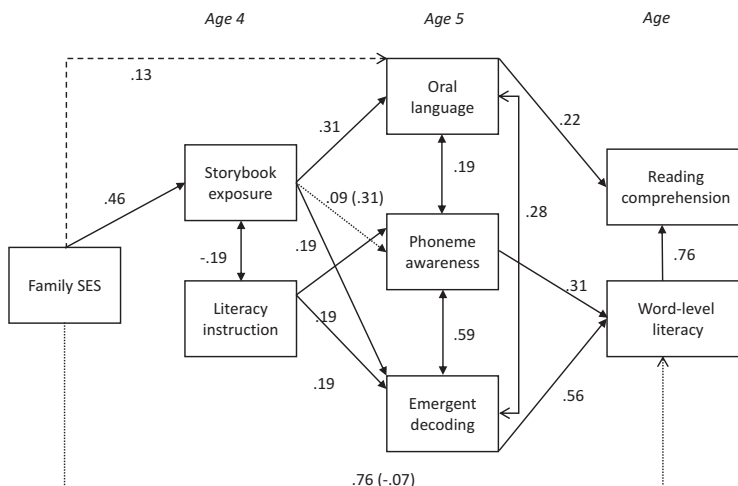 Age 4
Age 5
Age
.13
Oral
language
.31
.22
Storybook
exposure
.46
.19
.09 (.31)
.28
Reading
comprehension
-.19
.19
Phoneme
awareness
.76
Family SES
Literacy
instruction
.31
Word-level
literacy
.19
.59
.19
Emergent
decoding
.56
.76 (-.07)